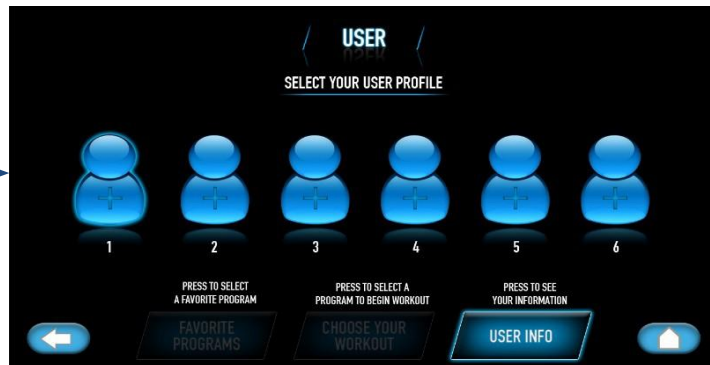 USER
SELECT YOUR USER PROFILE
1 2 3 4 5 6
PRESS TO SELECT
A FAVORITE PROGRAM
FAVORITE
PROGRAMS
PRESS TO SELECT A
PROGRAM TO BEGIN WORKOUT
CHOOSE YOUR
WORKOUT
PRESS TO SEE
YOUR INFORMATION
USER INFO